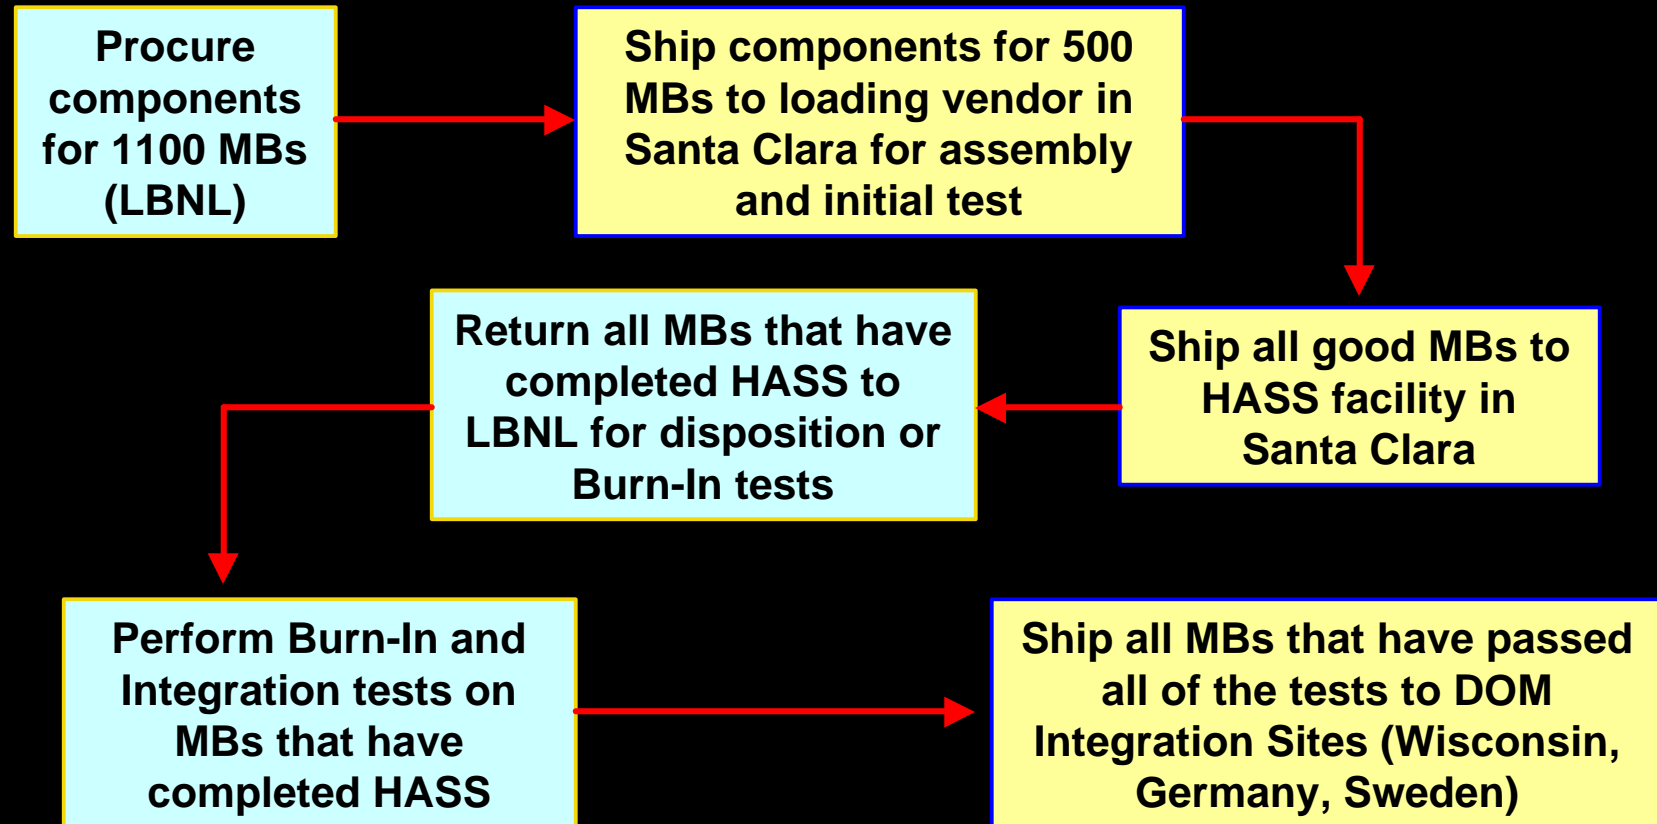 Procure
components
for 1100 MBs
(LBNL)
Ship components for 500
MBs to loading vendor in
Santa Clara for assembly
and initial test
Ship all good MBs to
HASS facility in
Santa Clara
Return all MBs that have
completed HASS to
LBNL for disposition or
Burn-In tests
Perform Burn-In and
Integration tests on
MBs that have
completed HASS
Ship all MBs that have passed
all of the tests to DOM
Integration Sites (Wisconsin,
Germany, Sweden)